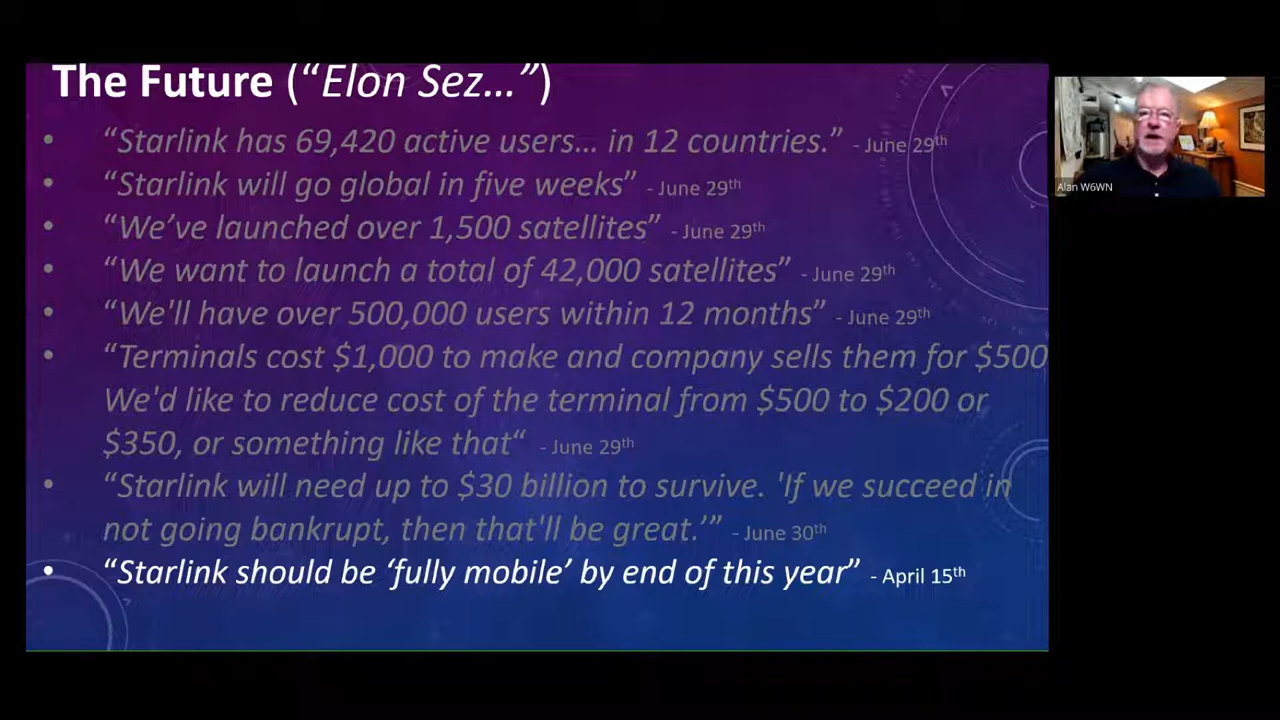 The Future (“Elon Sez…”)
• “Starlink has 69,420 active users… in 12 countries.” - June 29th
• “Starlink will go global in five weeks” - June 29th
• “We’ve launched over 1,500 satellites” - June 29th
• “We want to launch a total of 42,000 satellites” - June 29th
• “We'll have over 500,000 users within 12 months” - June 29th
• “Terminals cost $1,000 to make and company sells them for $500
We'd like to reduce cost of the terminal from $500 to $200 or
$350, or something like that“ - June 29th
• “Starlink will need up to $30 billion to survive. 'If we succeed in
not going bankrupt, then that'll be great.’” - June 30th
• “Starlink should be ‘fully mobile’ by end of this year” - April 15th
Alan W6WN